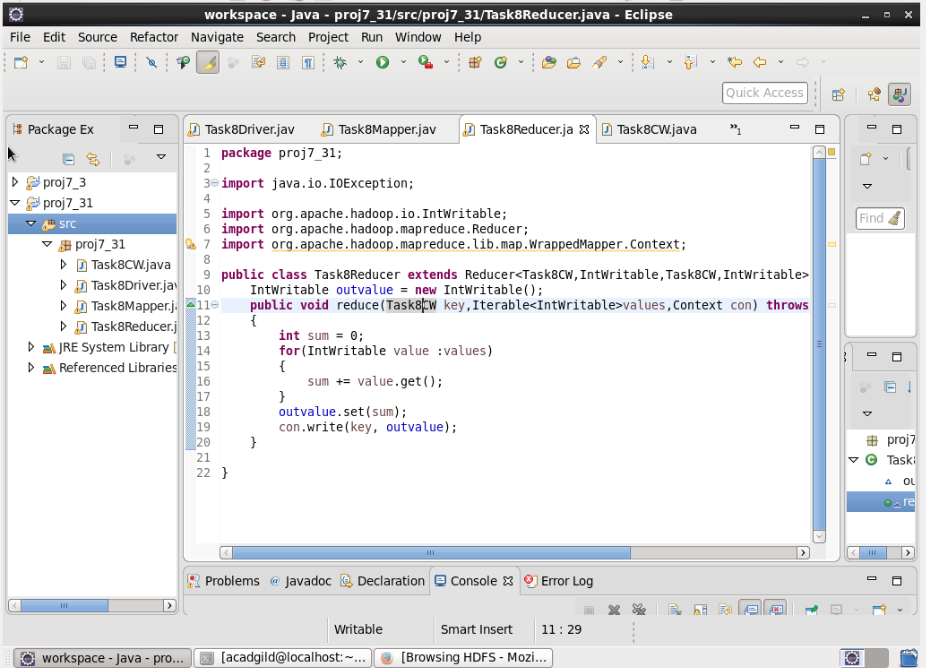 workspace - Java - proj7_31/src/proj7_31/Task8Reducer.java - Eclipse
File Edit Source Refactor Navigate Search Project Run Window Help
Quick Access
Package Ex
proj7_3
proj7_31
src
proj7_31
Task8CW.java
Task8Driver.jav
Task8Mapper.j
Task8Reducer.j
JRE System Library [
Referenced Libraries
Task8Driver.jav Task8Mapper.jav Task8Reducer.ja Task8CW.java »1
1 package proj7_31;
2
3 import java.io.IOException;
4
5 import org.apache.hadoop.io.IntWritable;
6 import org.apache.hadoop.mapreduce.Reducer;
7 import org.apache.hadoop.mapreduce.lib.map.WrappedMapper.Context;
8
9 public class Task8Reducer extends Reducer<Task8CW,IntWritable,Task8CW,IntWritable>
10 IntWritable outvalue = new IntWritable();
11 public void reduce(Task8CW key,Iterable<IntWritable>values,Context con) throws
12 {
13 int sum = 0;
14 for(IntWritable value :values)
15 {
16 sum += value.get();
17 }
18 outvalue.set(sum);
19 con.write(key, outvalue);
20 }
21
22 }
Find
proj7
Task8
ou
re
Problems @ Javadoc Declaration Console Error Log
Writable Smart Insert 11 : 29
workspace - Java - pro... [acadgild@localhost:~... [Browsing HDFS - Mozi...